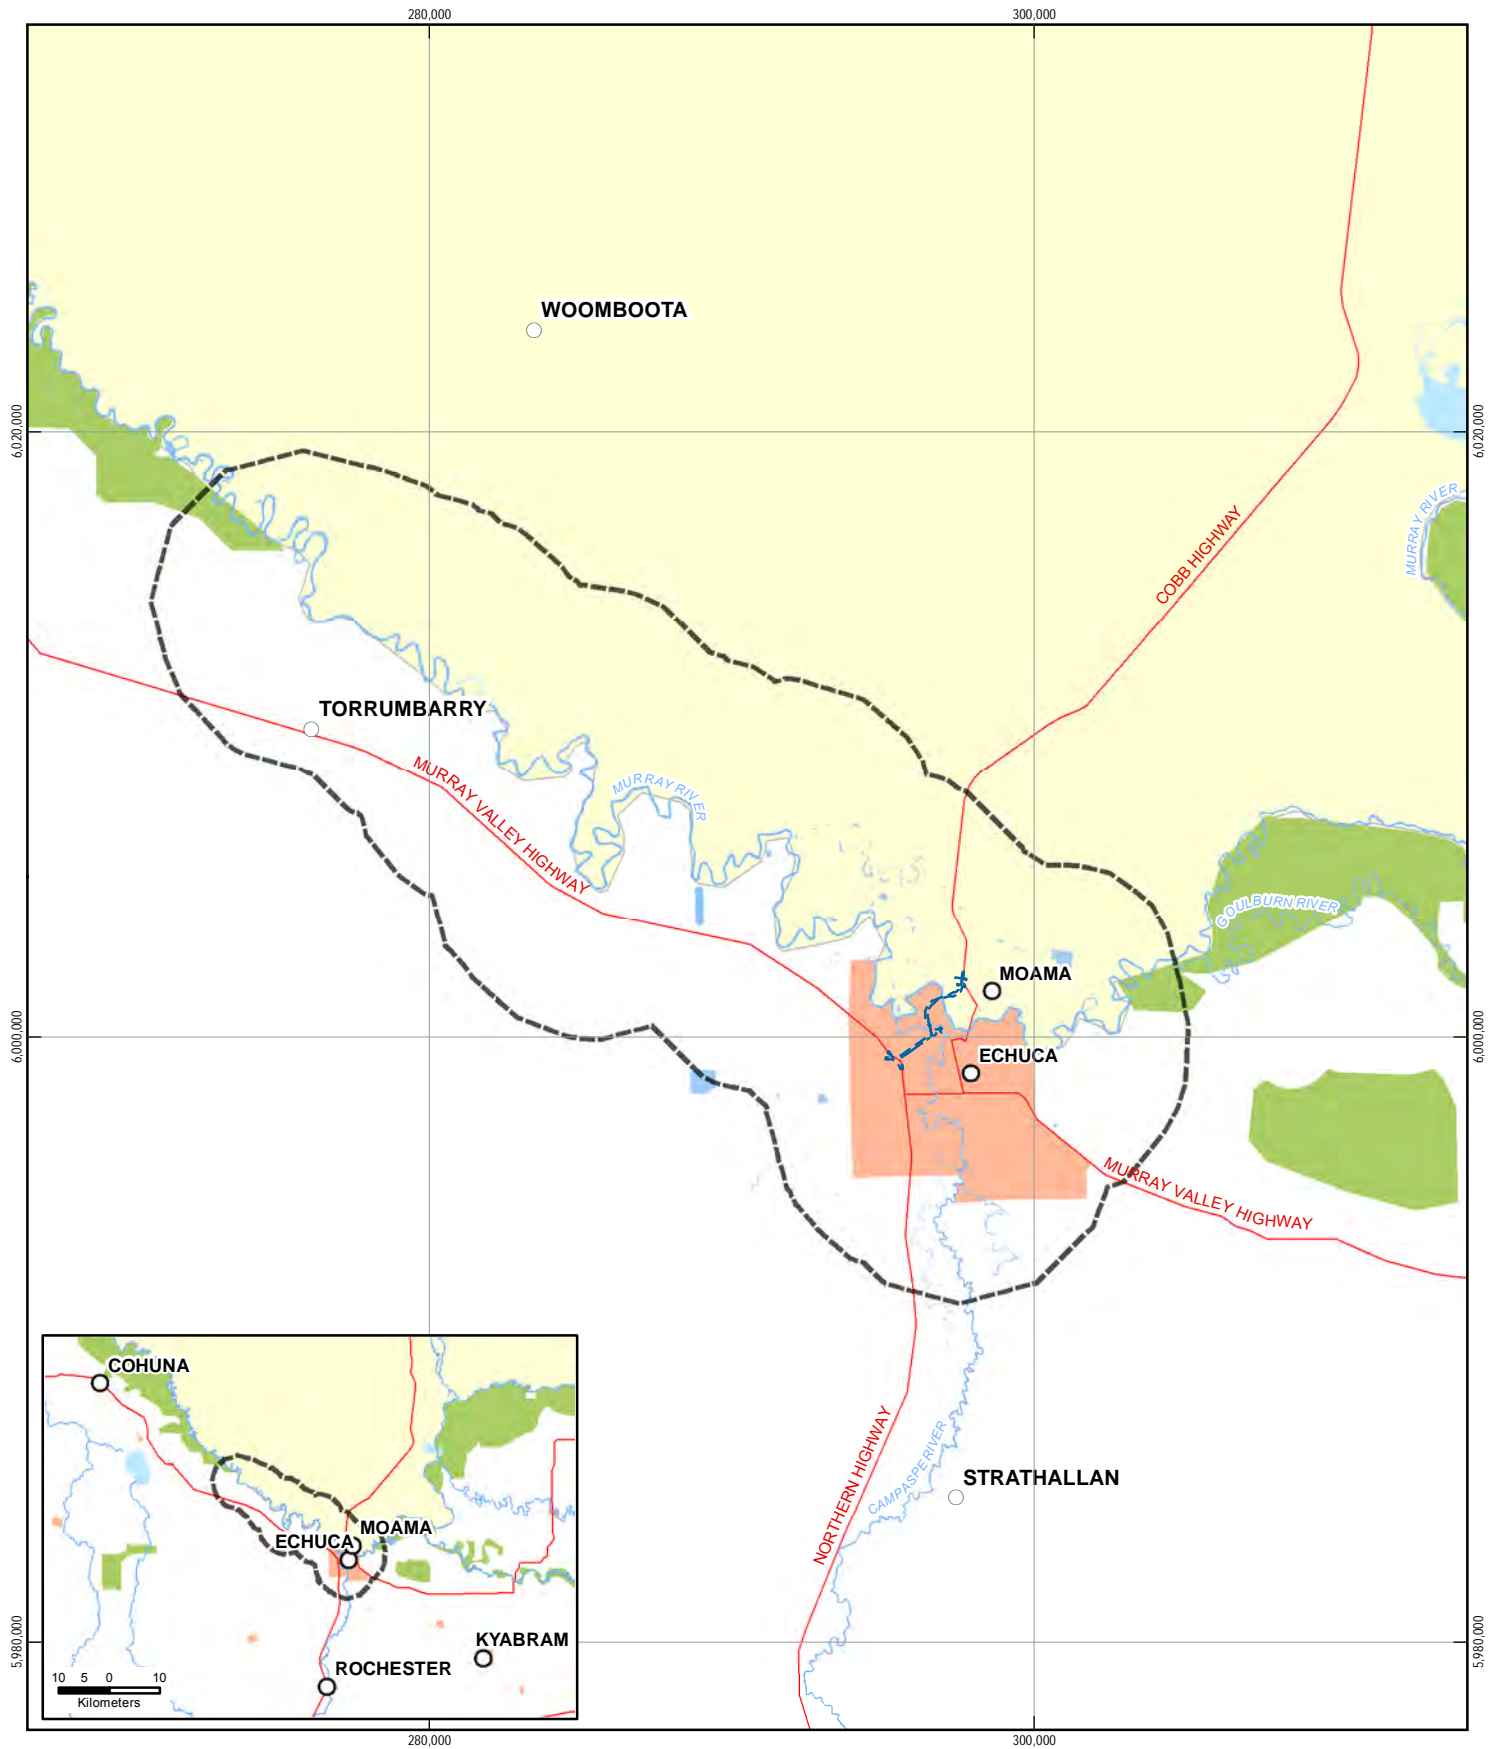 280,000
300,000
WOOMBOOTA
6,020,000
6,020,000
MURRAY RIVER
COBB HIGHWAY
TORRUMBARRY
MURRAY VALLEY HIGHWAY
MURRAY RIVER
GOULBURN RIVER
MOAMA
6,000,000
6,000,000
ECHUCA
MURRAY VALLEY HIGHWAY
NORTHERN HIGHWAY
CAMPASPE RIVER
STRATHALLAN
COHUNA
MOAMA
ECHUCA
KYABRAM
ROCHESTER
10 5 0 10
Kilometers
5,980,000
5,980,000
280,000
300,000